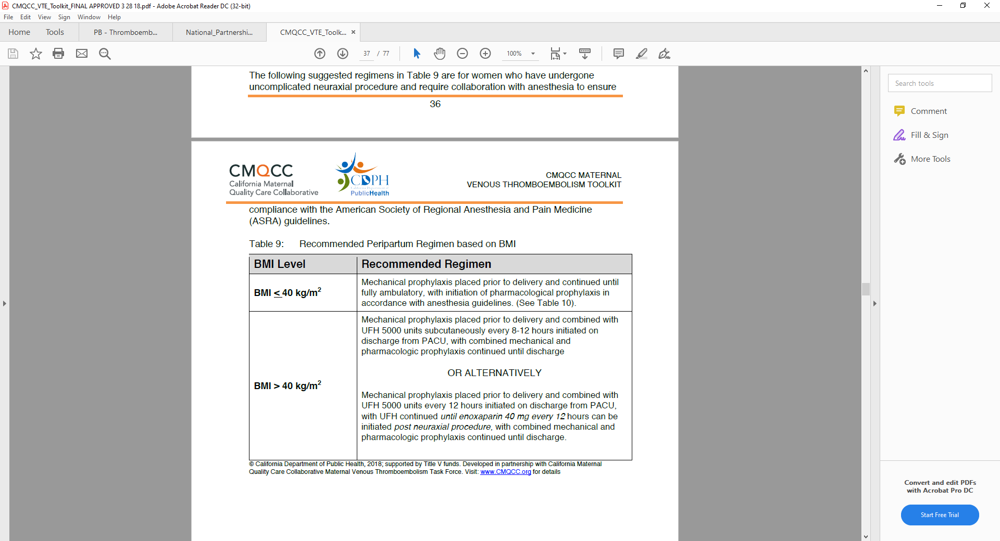 CMQCC_VTE_Toolkit_FINAL APPROVED 3 28 18.pdf - Adobe Acrobat Reader DC (32-bit)
File Edit View Sign Window Help
Home Tools PB - Thromboemb... National_Partnershi... CMQCC_VTE_Toolk...
37 / 77 100%
The following suggested regimens in Table 9 are for women who have undergone
uncomplicated neuraxial procedure and require collaboration with anesthesia to ensure
36
CMQCC
California Maternal
Quality Care Collaborative
CDPH
PublicHealth
CMQCC MATERNAL
VENOUS THROMBOEMBOLISM TOOLKIT
compliance with the American Society of Regional Anesthesia and Pain Medicine
(ASRA) guidelines.
Table 9: Recommended Peripartum Regimen based on BMI
BMI Level Recommended Regimen
BMI < 40 kg/m2
Mechanical prophylaxis placed prior to delivery and continued until
fully ambulatory, with initiation of pharmacological prophylaxis in
accordance with anesthesia guidelines. (See Table 10).
BMI > 40 kg/m2
Mechanical prophylaxis placed prior to delivery and combined with
UFH 5000 units subcutaneously every 8-12 hours initiated on
discharge from PACU, with combined mechanical and
pharmacologic prophylaxis continued until discharge
OR ALTERNATIVELY
Mechanical prophylaxis placed prior to delivery and combined with
UFH 5000 units every 12 hours initiated on discharge from PACU,
with UFH continued until enoxaparin 40 mg every 12 hours can be
initiated post neuraxial procedure, with combined mechanical and
pharmacologic prophylaxis continued until discharge.
© California Department of Public Health, 2018; supported by Title V funds. Developed in partnership with California Maternal
Quality Care Collaborative Maternal Venous Thromboembolism Task Force. Visit: www.CMQCC.org for details
Search tools
Comment
Fill & Sign
More Tools
Convert and edit PDFs
with Acrobat Pro DC
Start Free Trial